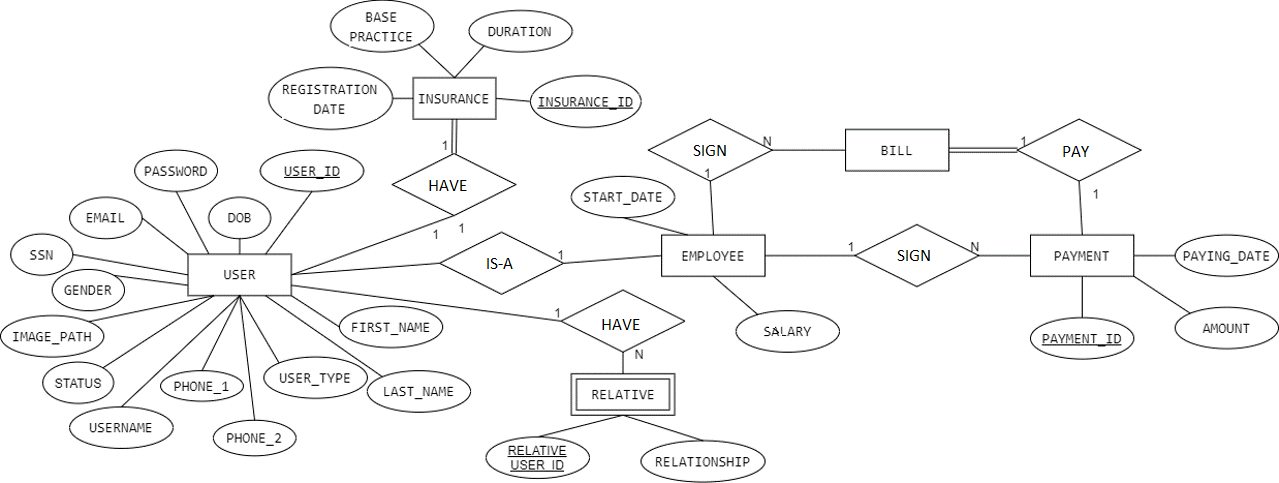 BASE
PRACTICE
DURATION
REGISTRATION
DATE
INSURANCE
INSURANCE_ID
1
HAVE
1
1
PASSWORD
USER_ID
EMAIL
DOB
SSN
USER
GENDER
IMAGE_PATH
STATUS
USERNAME
PHONE_1
PHONE_2
USER_TYPE
LAST_NAME
FIRST_NAME
IS-A
1
1
HAVE
N
RELATIVE
RELATIVE
USER_ID
RELATIONSHIP
START_DATE
EMPLOYEE
SALARY
SIGN
N
1
BILL
1
PAY
1
1
SIGN
N
PAYMENT
PAYING_DATE
PAYMENT_ID
AMOUNT